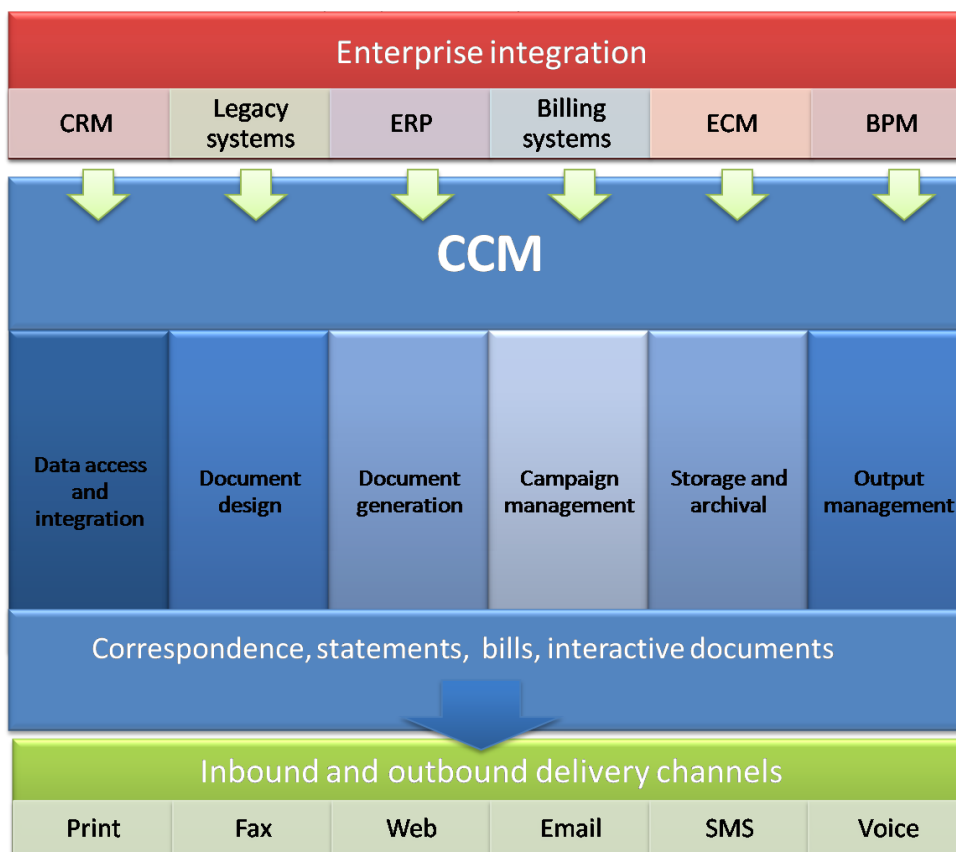 Enterprise integration
CRM
Legacy
systems
ERP
Billing
systems
ECM
BPM
CCM
Data access
and
integration
Document
design
Document
generation
Campaign
management
Storage and
archival
Output
management
Correspondence, statements, bills, interactive documents
Inbound and outbound delivery channels
Print
Fax
Web
Email
SMS
Voice